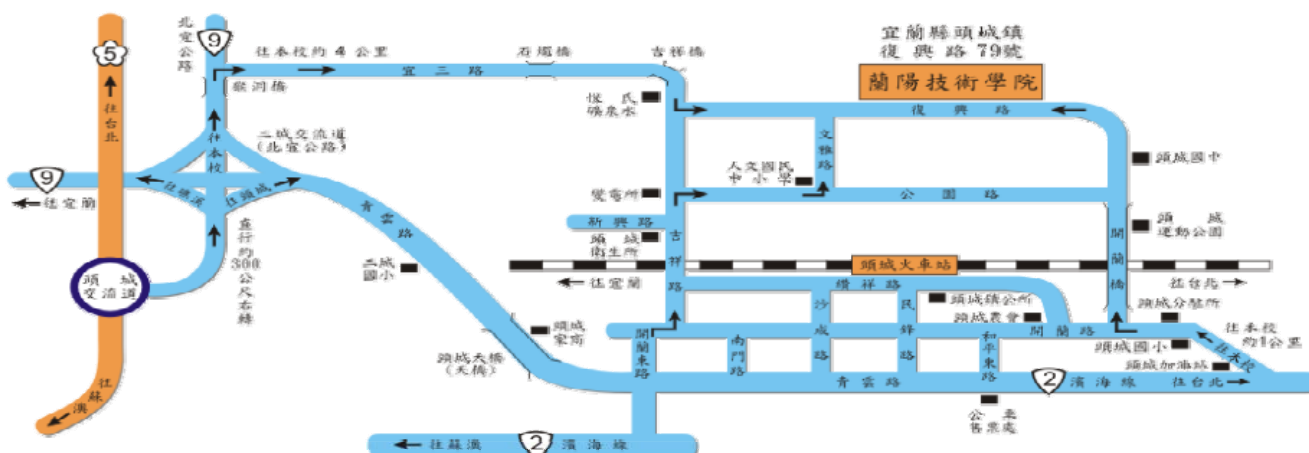 5
往台北
北宜公路
9
往本校約 4 公里
宜三路
石燭橋
吉祥橋
宜蘭縣頭城鎮
復興路 79號
蘭陽技術學院
猴洞橋
往本校
二城交流道
(北宜公路)
礦泉水
復興路
文雅路
人文國民
中小學
頭城國中
9
往宜蘭
往礁溪
往頭城
青雲路
變電所
公園路
新興路
頭城
衛生所
吉祥路
開蘭橋
頭城
運動公園
直行約300公尺右轉
二城
國小
頭城
交流道
往宜蘭
頭城火車站
往台北
纘祥路
沙成路
民鋒路
頭城鎮公所
頭城農會
頭城分駐所
開蘭路
頭城
家商
頭城天橋
(天橋)
開蘭東路
南門路
和平東路
頭城國小
頭城加油站
往本校
約1公里
往本校
往蘇澳
青雲路
2
濱海線
往台北
公車
售票處
往蘇澳
2
濱海線